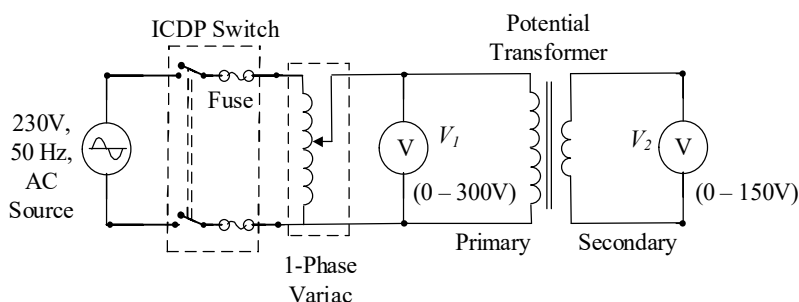 ICDP Switch
Fuse
230V,
50 Hz,
AC
Source
1-Phase
Variac
V
V1
(0 – 300V)
Potential
Transformer
Primary
Secondary
V2
V
(0 – 150V)